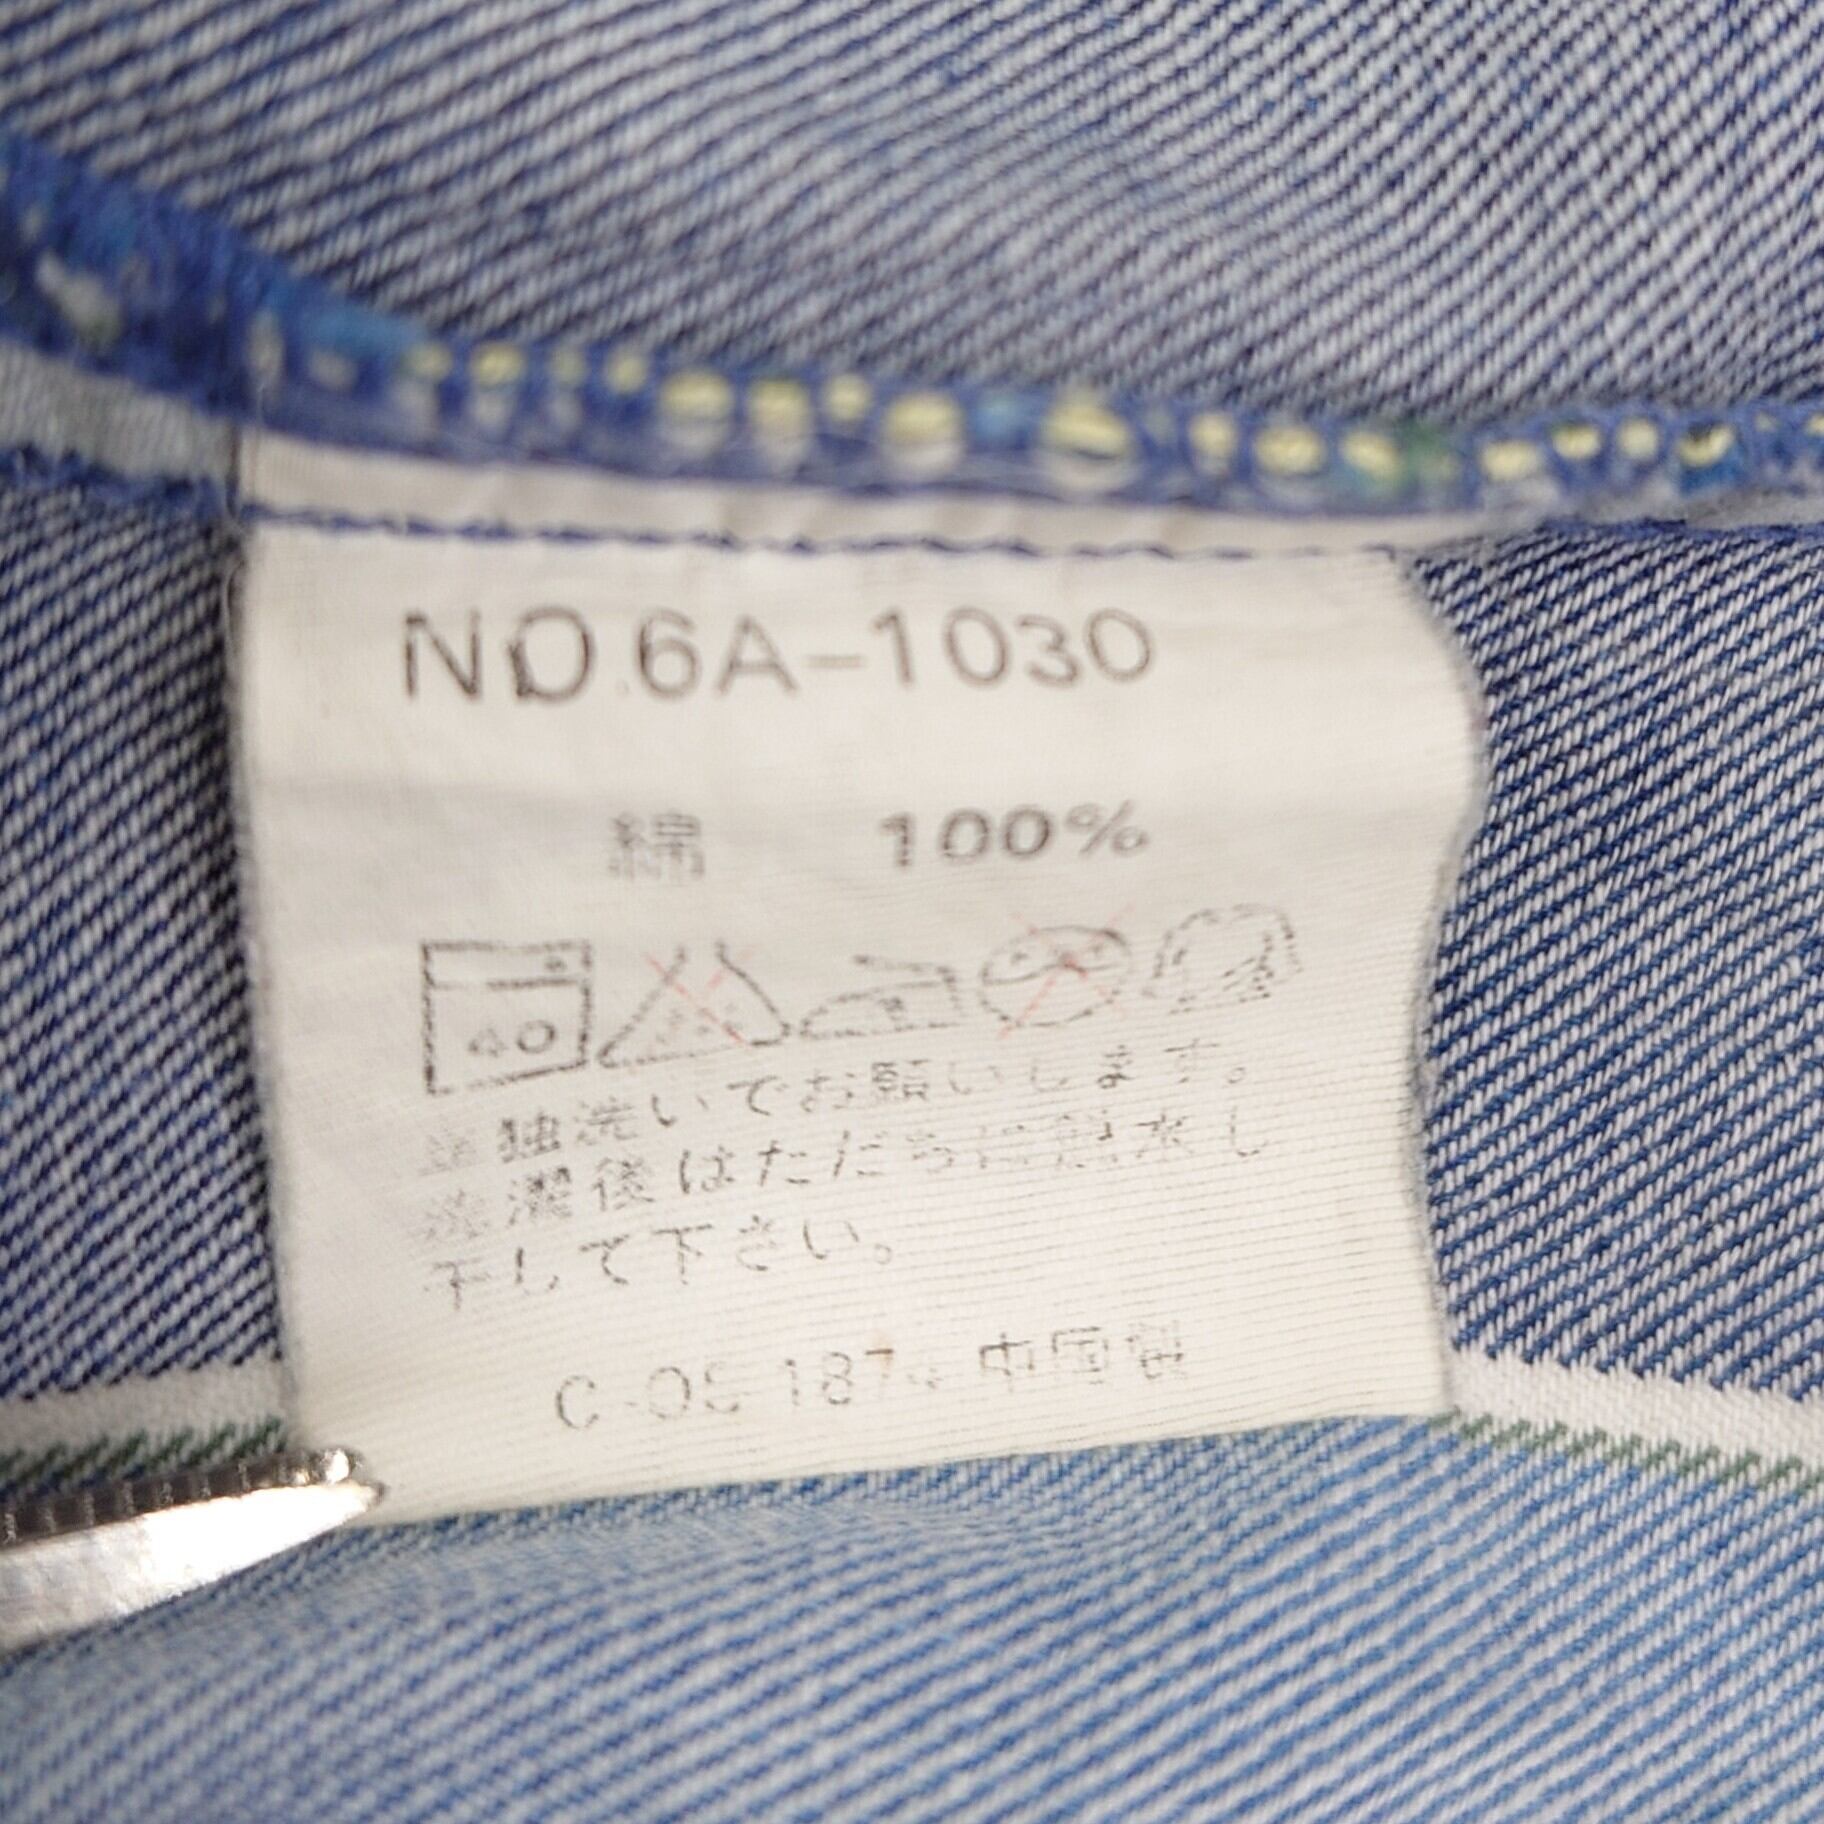 NO.6A-1030
綿 100%
40
独洗いでお願いします。
洗濯後はただちに脱水し
干して下さい。
中国製